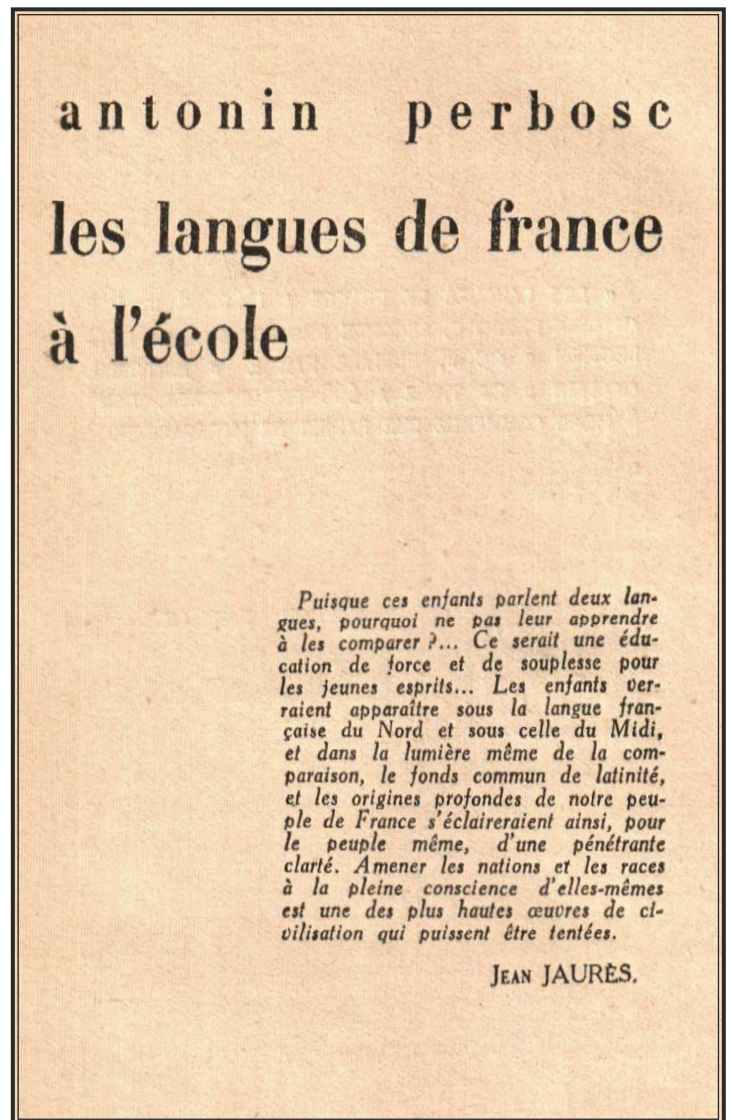 antonin perbosc
les langues de france
à l'école
Puisque ces enfants parlent deux lan-
gues, pourquoi ne pas leur apprendre
à les comparer ?... Ce serait une édu-
cation de force et de souplesse pour
les jeunes esprits... Les enfants ver-
raient apparaître sous la langue fran-
çaise du Nord et sous celle du Midi,
et dans la lumière même de la com-
paraison, le fonds commun de latinité,
et les origines profondes de notre peu-
ple de France s'éclaireraient ainsi, pour
le peuple même, d'une pénétrante
clarté. Amener les nations et les races
à la pleine conscience d'elles-mêmes
est une des plus hautes œuvres de ci-
vilisation qui puissent être tentées.
JEAN JAURÈS.